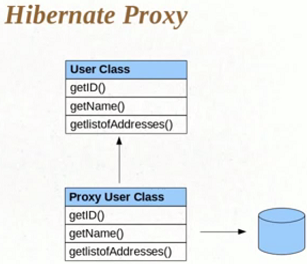 Hibernate Proxy
User Class
getID()
getName()
getlistofAddresses()
Proxy User Class
getID()
getName()
getlistofAddresses()